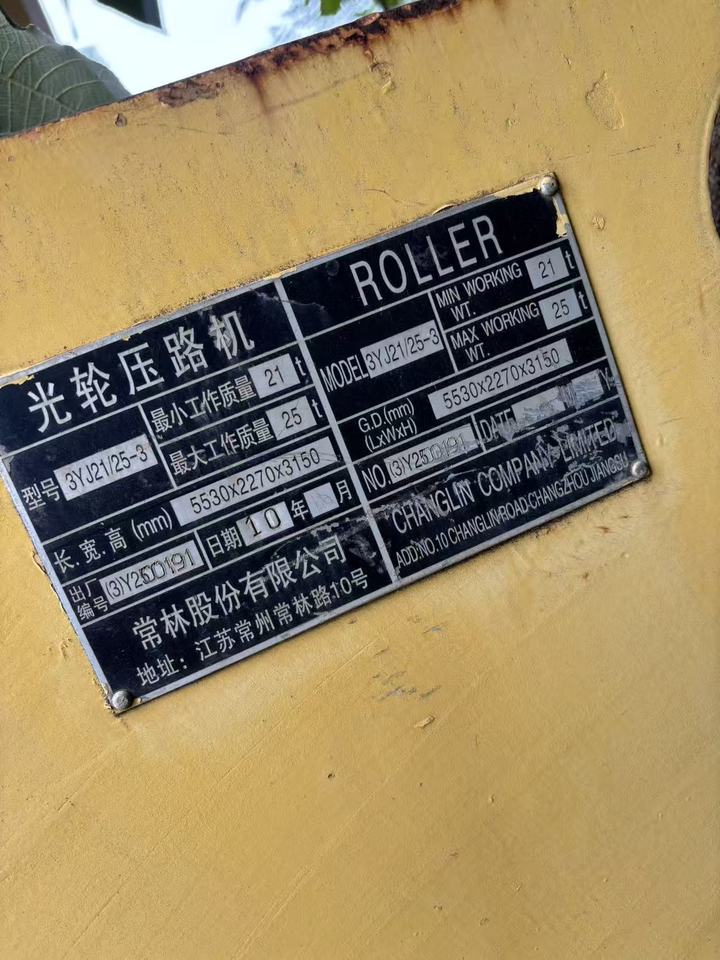 光轮压路机
型号 3YJ21/25-3
最小工作质量 21 t
最大工作质量 25 t
长.宽.高 (mm) 5530x2270x3150
出厂编号 (3)Y250191 日期 10 年 月
常林股份有限公司
地址：江苏常州常林路10号
ROLLER
MODEL 3YJ21/25-3
MIN WORKING WT. 21 t
MAX WORKING WT. 25 t
G.D.(mm) (LxWxH) 5530x2270x3150
NO. (3)Y250191 DATE
CHANGLIN COMPANY LIMITED
ADD:NO.10 CHANGLIN-ROAD CHANGZHOU JIANGSU